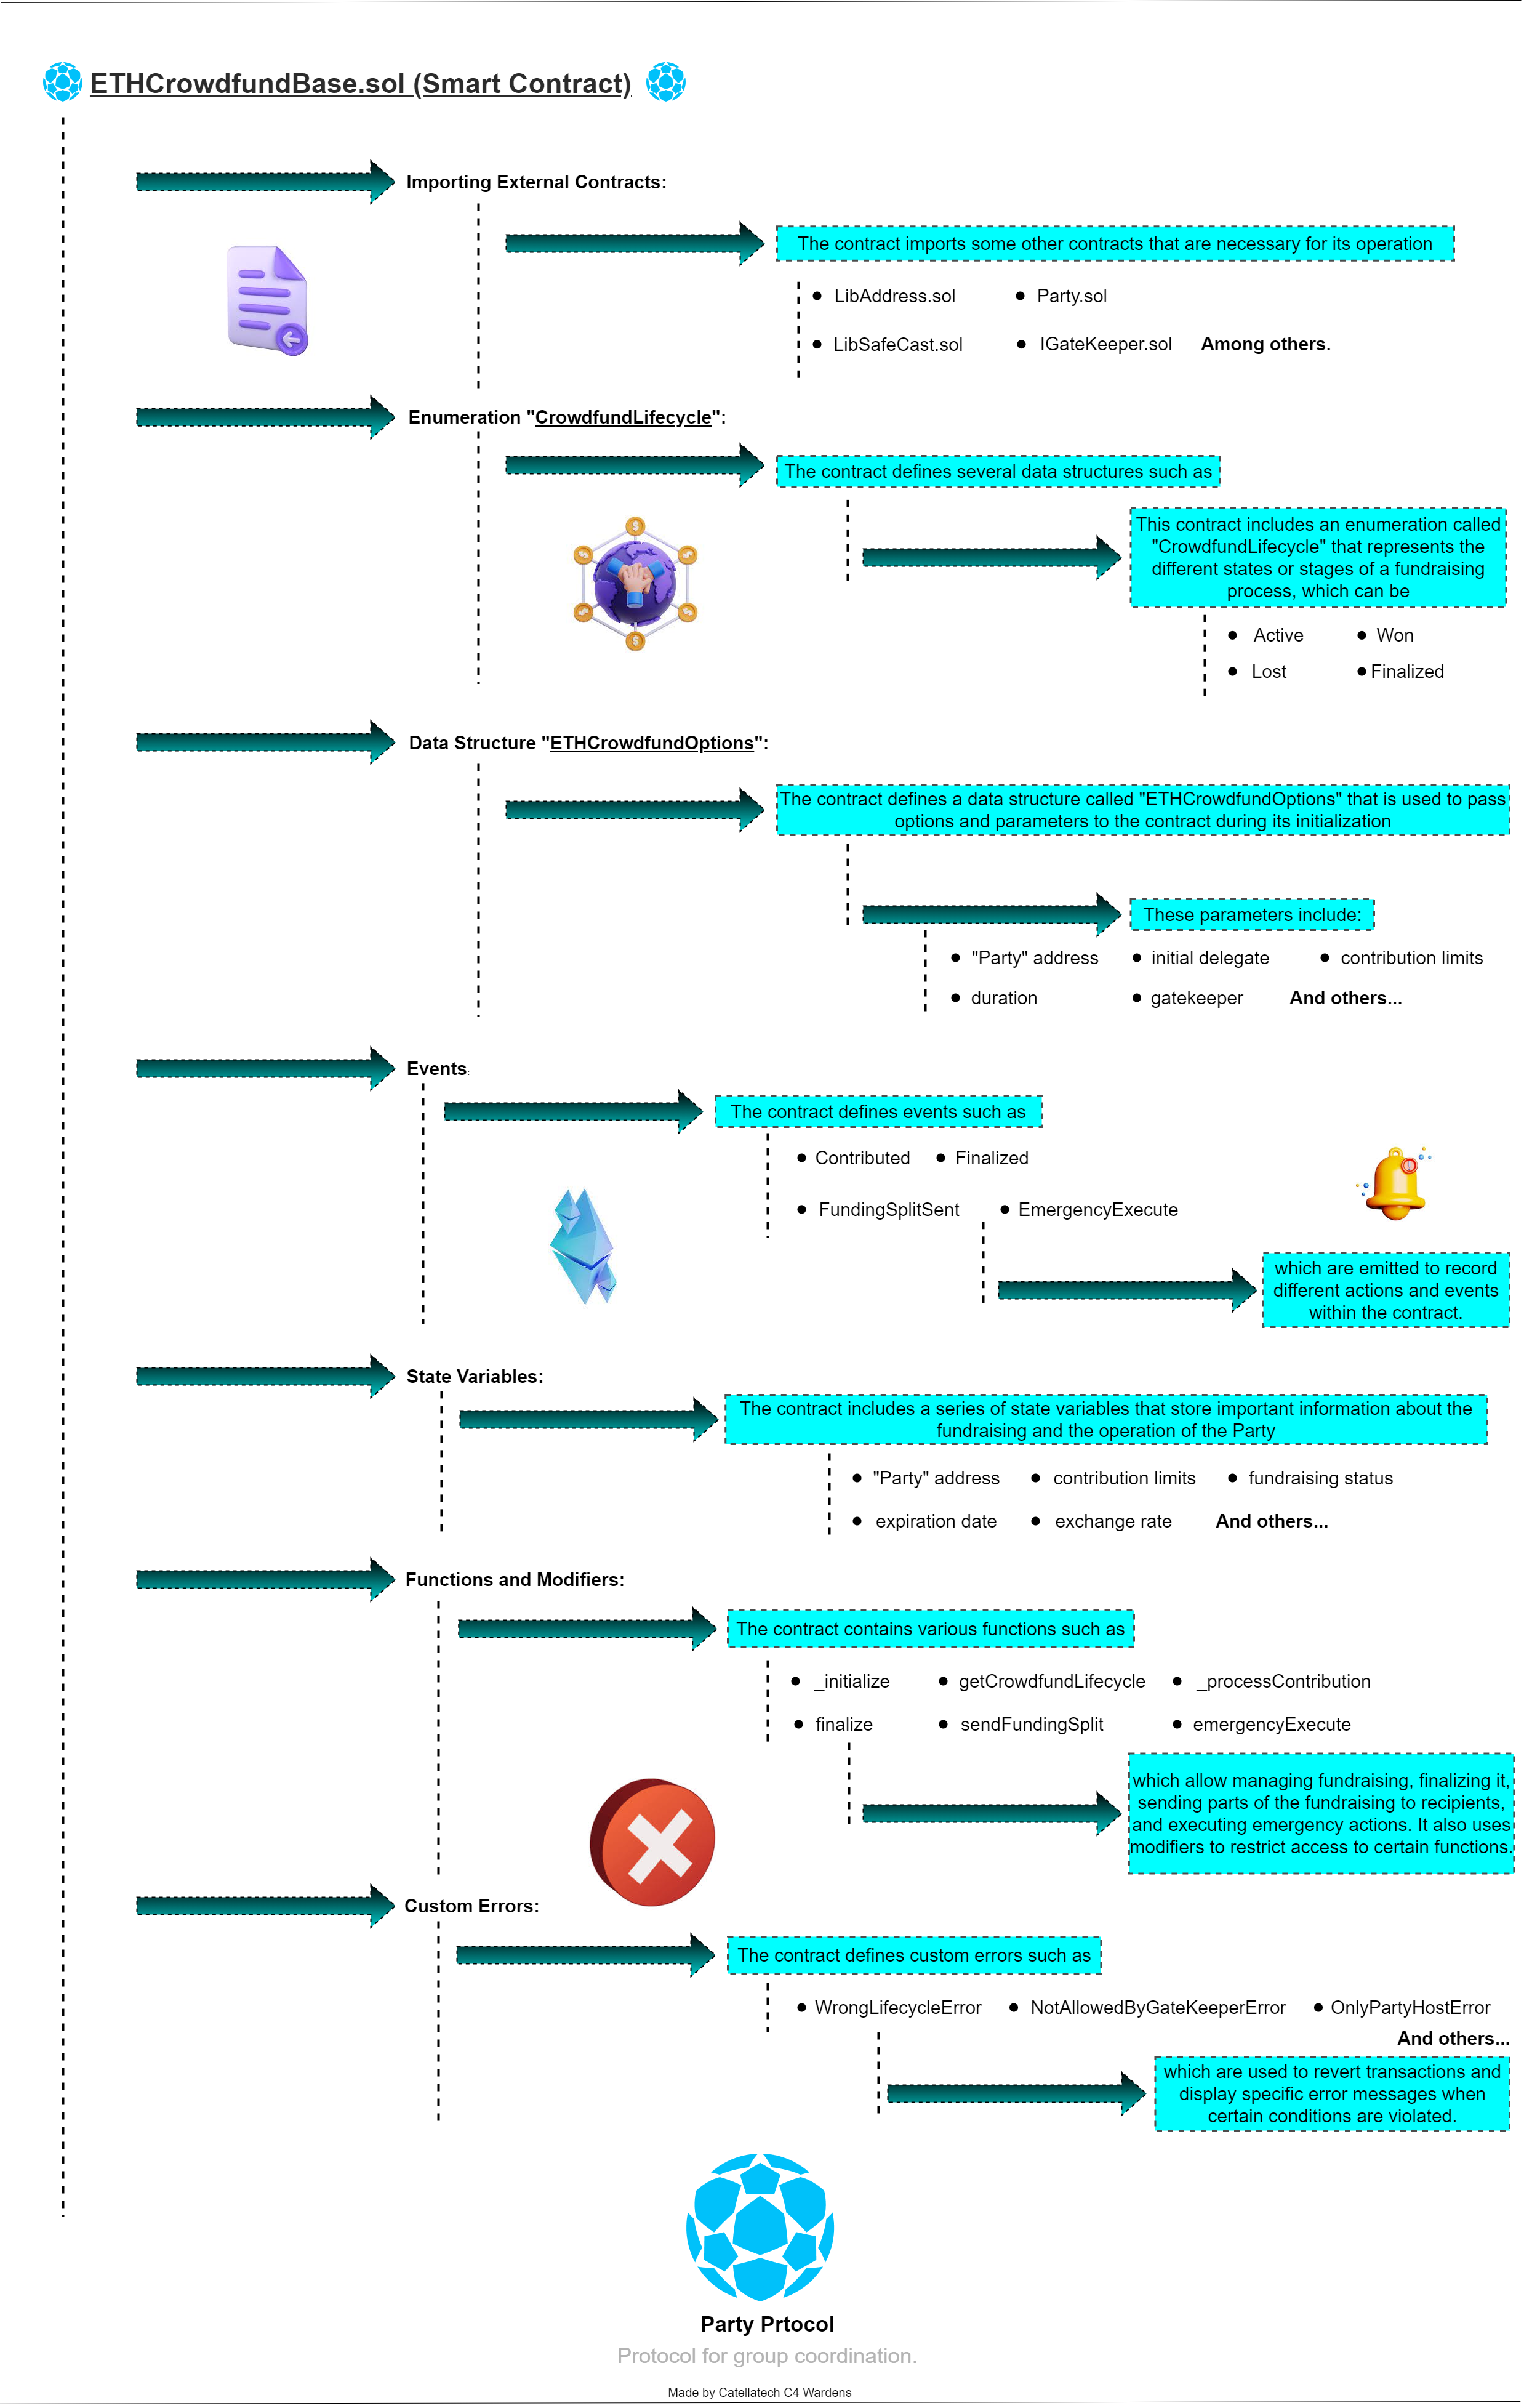 ETHCrowdfundBase.sol (Smart Contract)
Importing External Contracts:
The contract imports some other contracts that are necessary for its operation
LibAddress.sol
Party.sol
LibSafeCast.sol
IGateKeeper.sol
Among others.
Enumeration "CrowdfundLifecycle":
The contract defines several data structures such as
This contract includes an enumeration called
"CrowdfundLifecycle" that represents the
different states or stages of a fundraising
process, which can be
Active
Won
Lost
Finalized
Data Structure "ETHCrowdfundOptions":
The contract defines a data structure called "ETHCrowdfundOptions" that is used to pass
options and parameters to the contract during its initialization
These parameters include:
"Party" address
initial delegate
contribution limits
duration
gatekeeper
And others...
Events:
The contract defines events such as
Contributed
Finalized
FundingSplitSent
EmergencyExecute
which are emitted to record
different actions and events
within the contract.
State Variables:
The contract includes a series of state variables that store important information about the
fundraising and the operation of the Party
"Party" address
contribution limits
fundraising status
expiration date
exchange rate
And others...
Functions and Modifiers:
The contract contains various functions such as
_initialize
getCrowdfundLifecycle
_processContribution
finalize
sendFundingSplit
emergencyExecute
which allow managing fundraising, finalizing it,
sending parts of the fundraising to recipients,
and executing emergency actions. It also uses
modifiers to restrict access to certain functions.
Custom Errors:
The contract defines custom errors such as
WrongLifecycleError
NotAllowedByGateKeeperError
OnlyPartyHostError
And others...
which are used to revert transactions and
display specific error messages when
certain conditions are violated.
Party Prtocol
Protocol for group coordination.
Made by Catellatech C4 Wardens